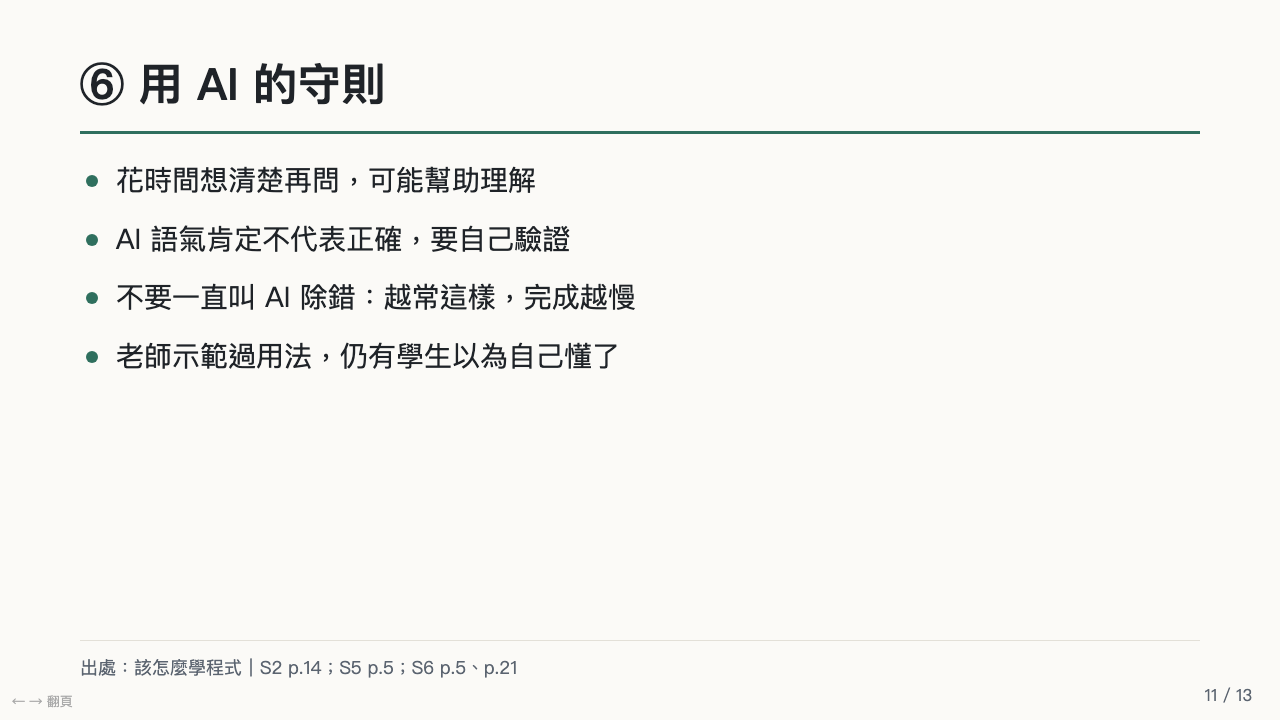 ⑥ 用 AI 的守則
• 花時間想清楚再問，可能幫助理解
• AI 語氣肯定不代表正確，要自己驗證
• 不要一直叫 AI 除錯：越常這樣，完成越慢
• 老師示範過用法，仍有學生以為自己懂了
出處：該怎麼學程式｜S2 p.14；S5 p.5；S6 p.5、p.21
← → 翻頁
11 / 13